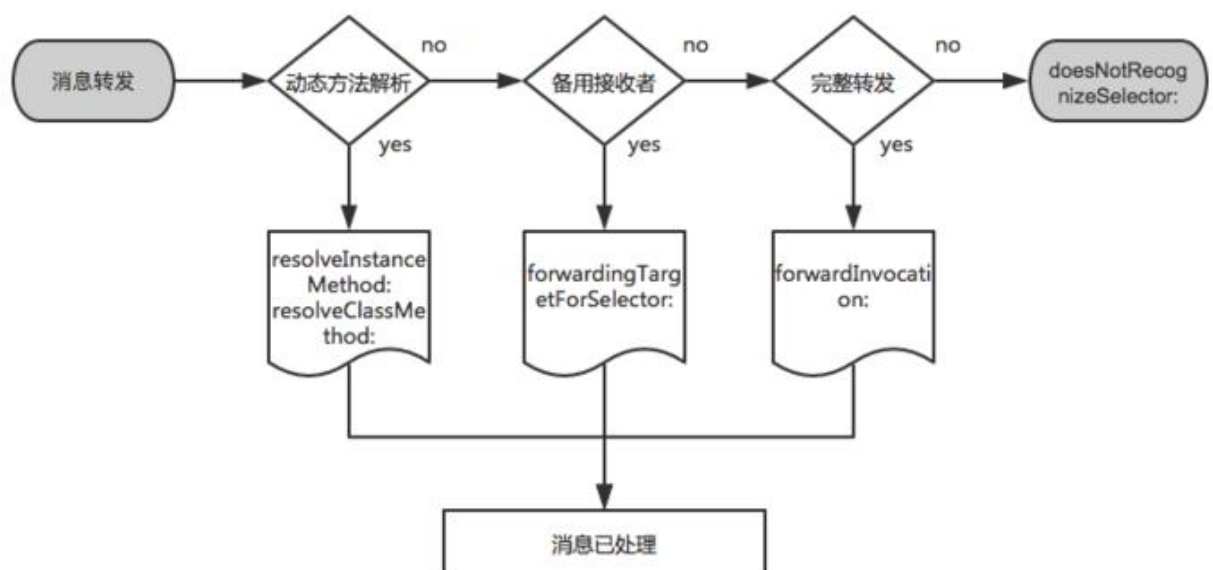 no
no
no
消息转发
动态方法解析
备用接收者
完整转发
doesNotRecog
nizeSelector:
yes
yes
yes
resolveInstance
Method:
resolveClassMe
thod:
forwardingTarg
etForSelector:
forwardInvocati
on:
消息已处理